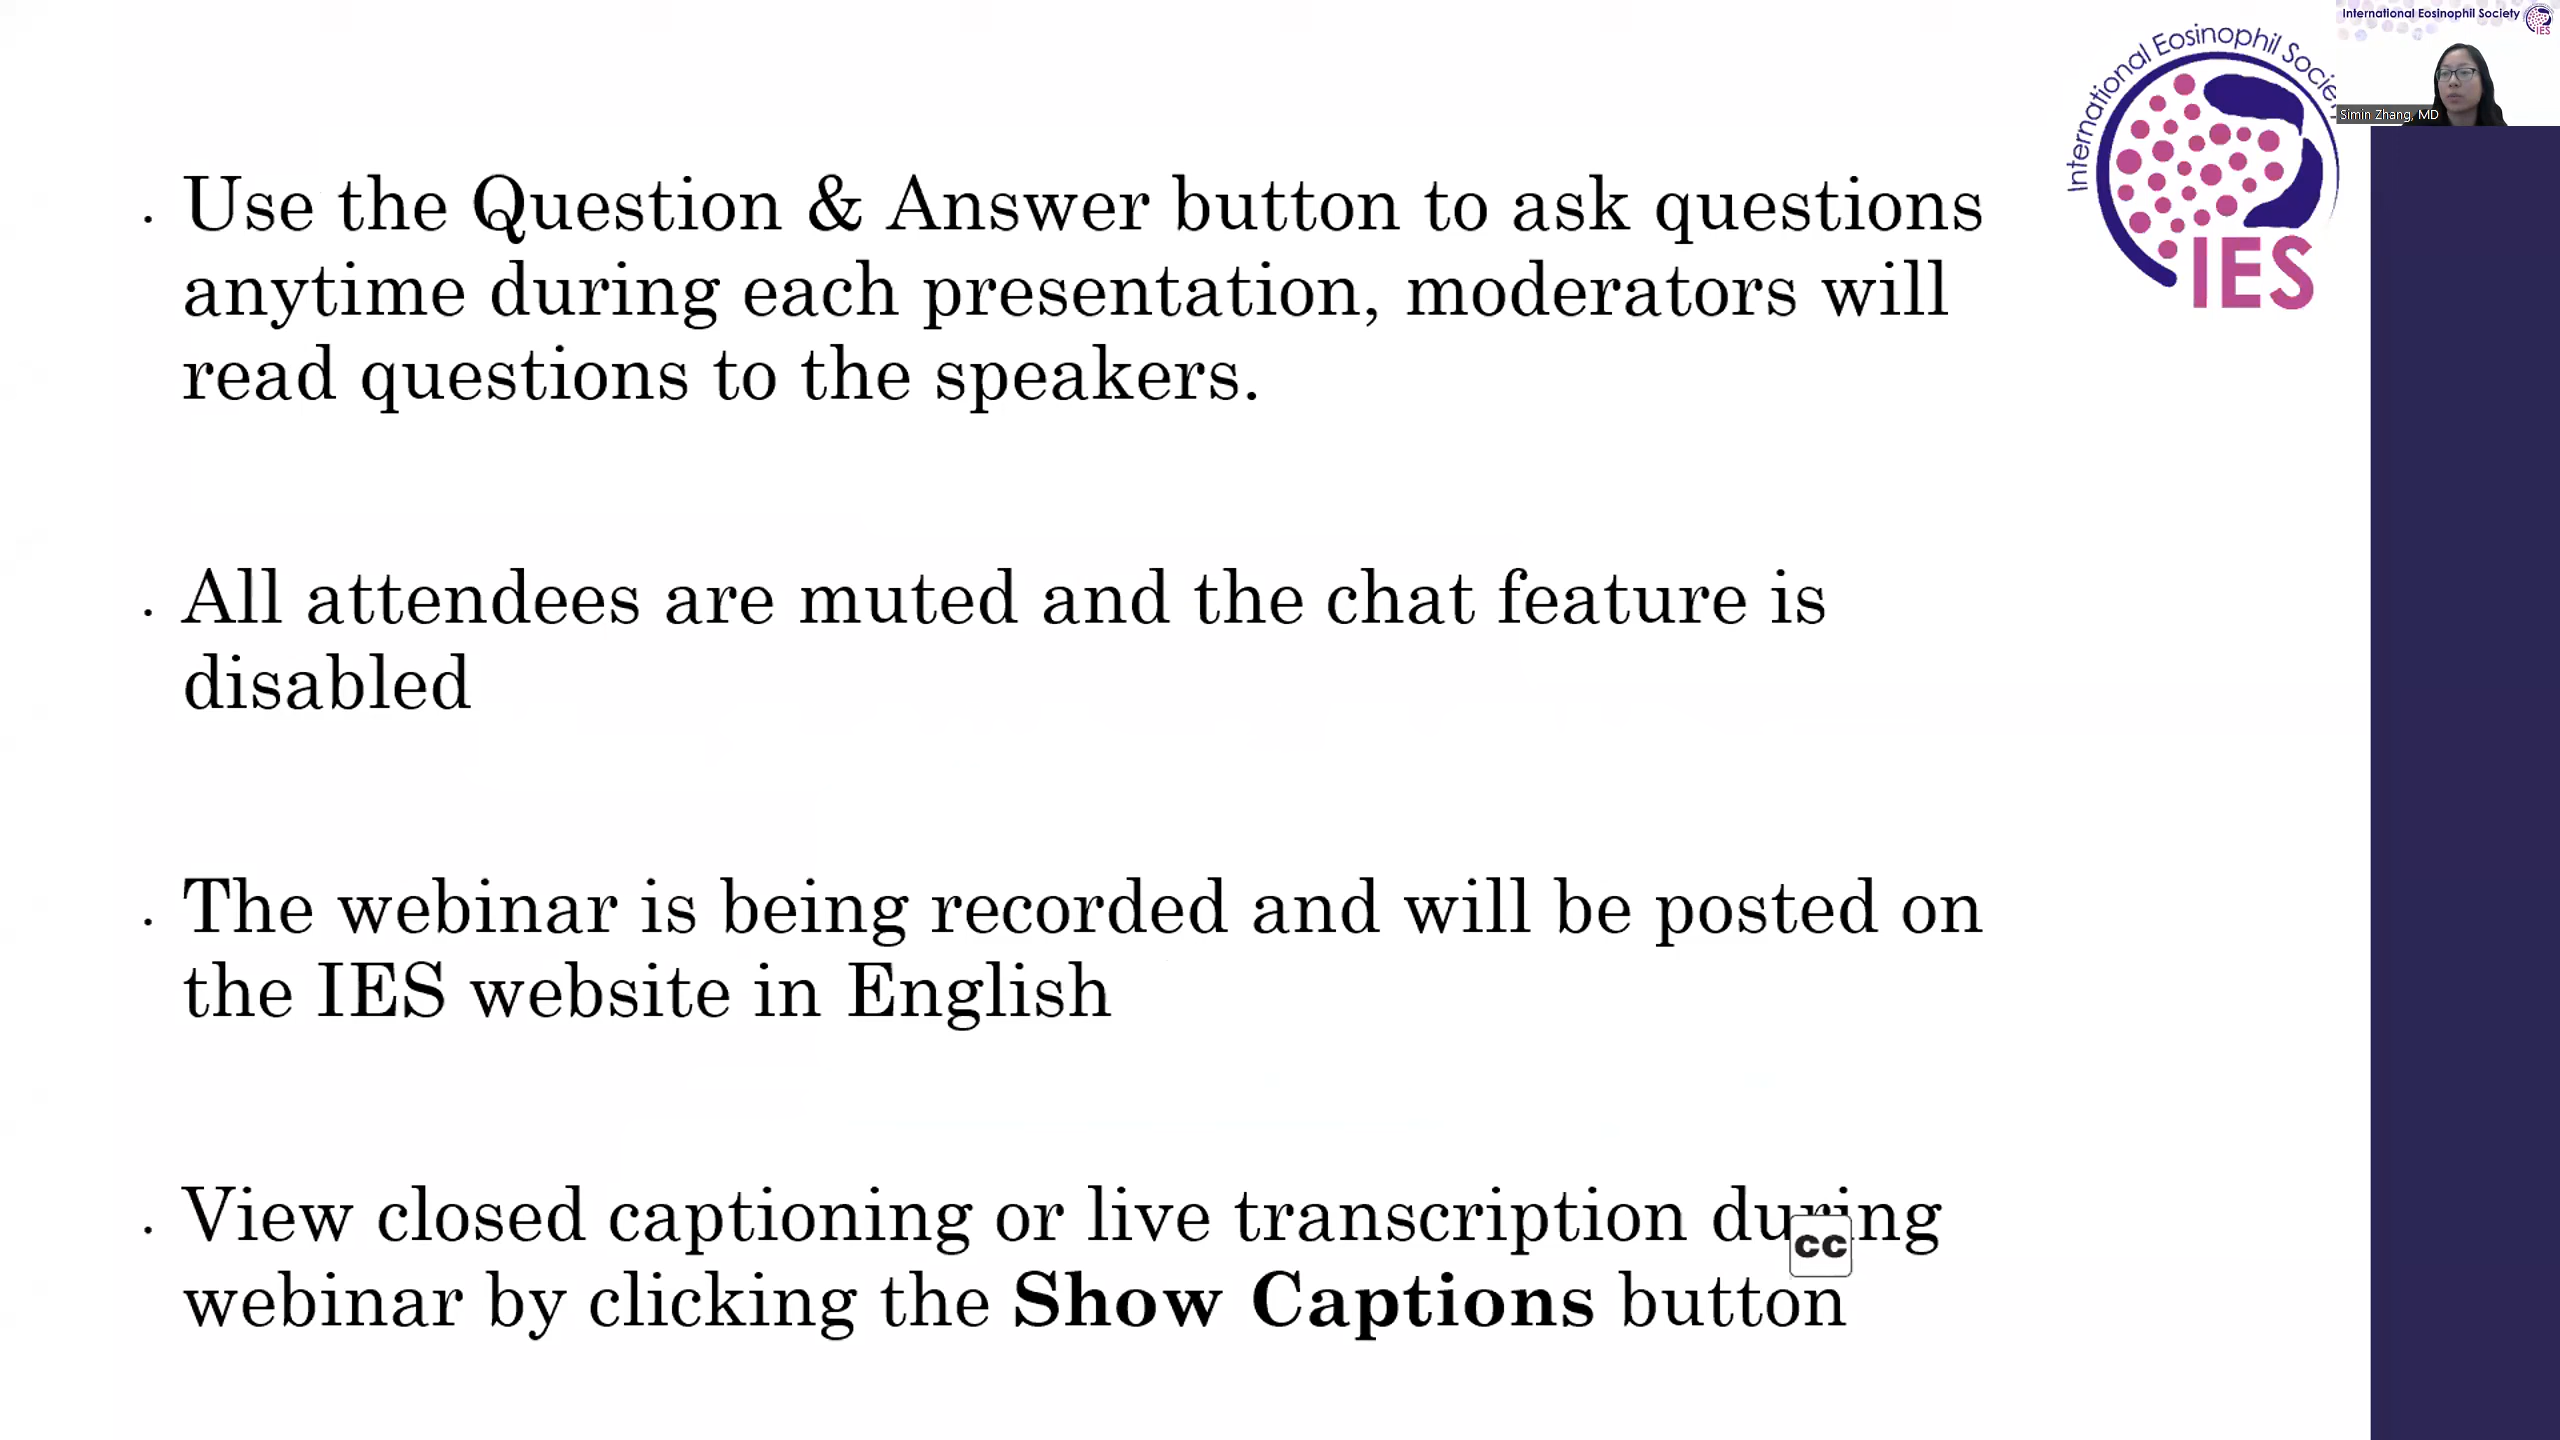 International Eosinophil Society
IES
International Eosinophil Socie
IES
Simin Zhang, MD
. Use the Question & Answer button to ask questions
anytime during each presentation, moderators will
read questions to the speakers.
. All attendees are muted and the chat feature is
disabled
. The webinar is being recorded and will be posted on
the IES website in English
. View closed captioning or live transcription during
cc
webinar by clicking the Show Captions button